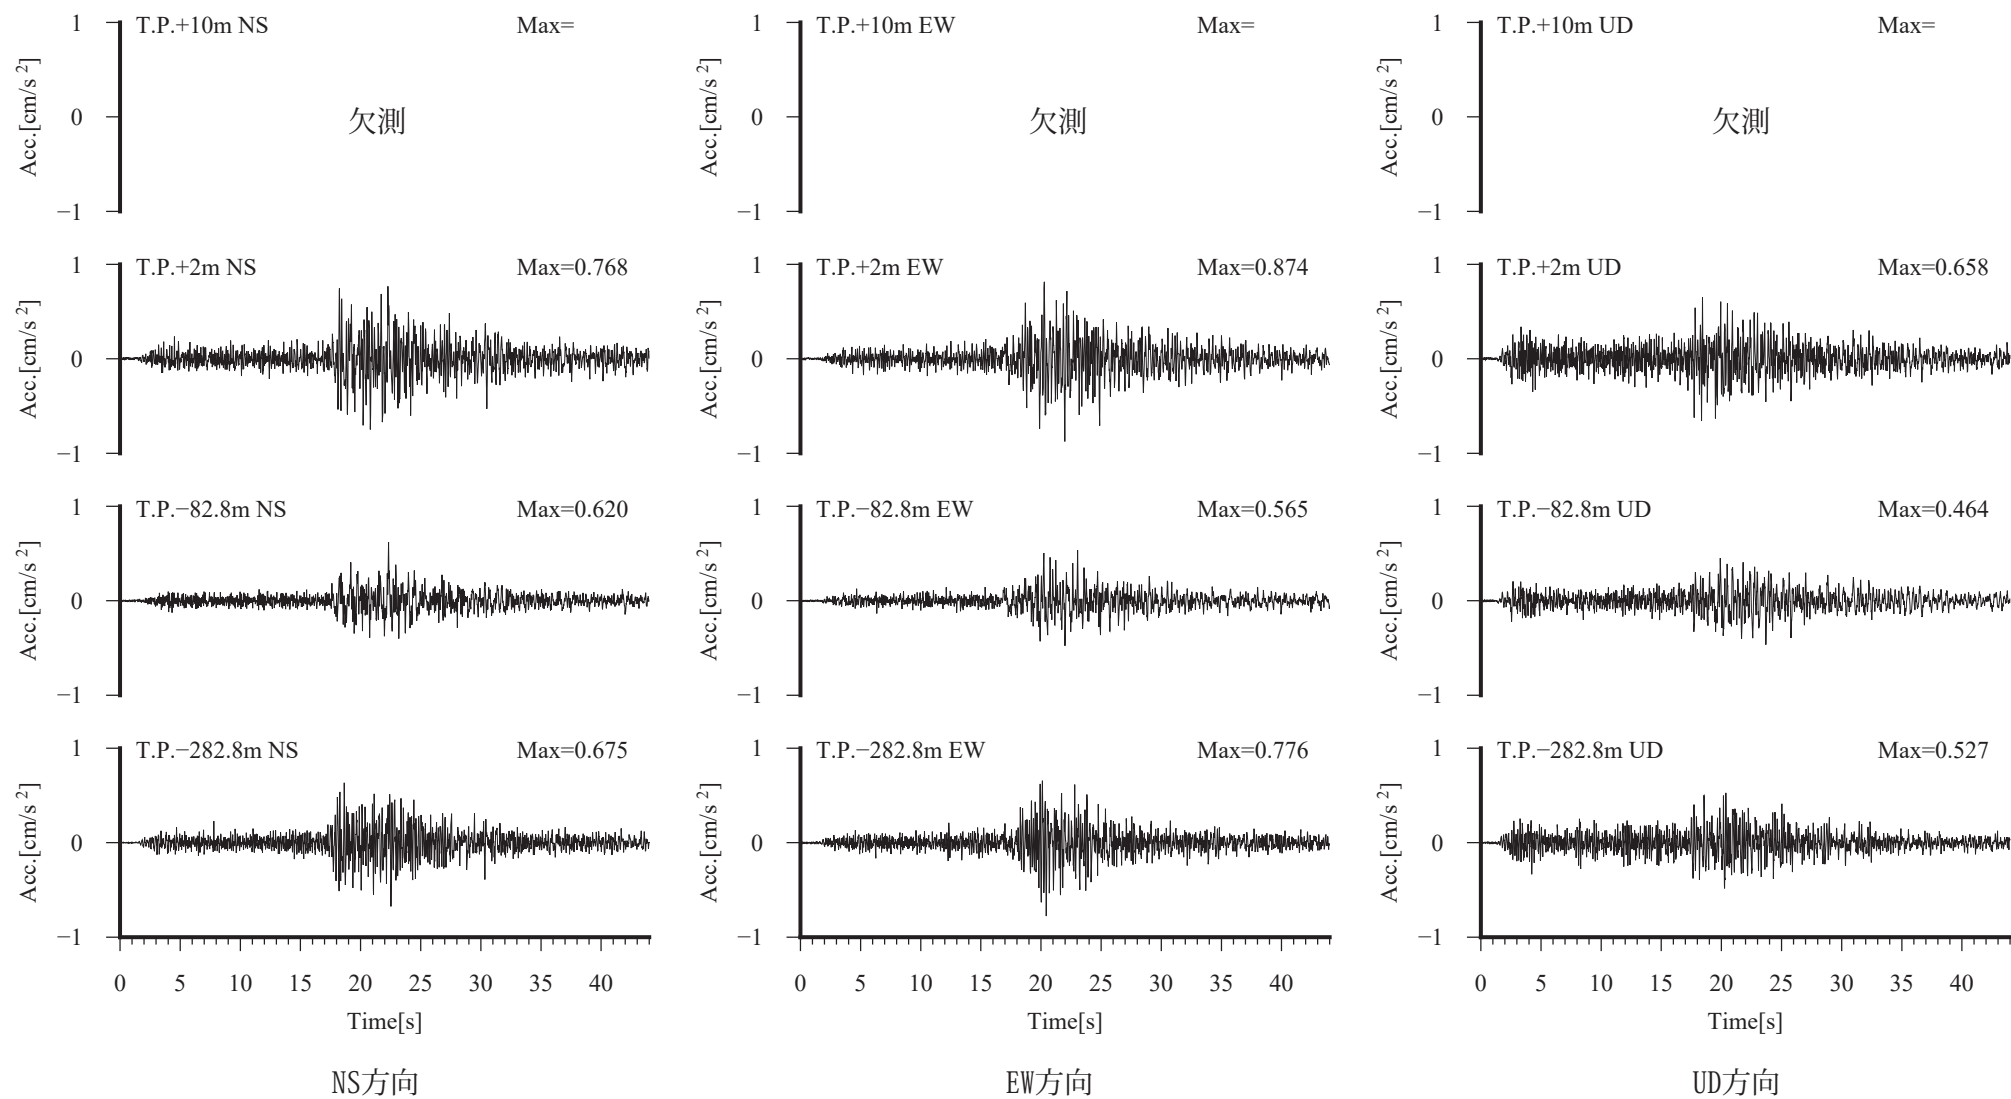 T.P.+10m NS Max=
1
0
−1
Acc.[cm/s²]
欠測
T.P.+10m EW Max=
1
0
−1
Acc.[cm/s²]
欠測
T.P.+10m UD Max=
1
0
−1
Acc.[cm/s²]
欠測
T.P.+2m NS Max=0.768
1
0
−1
Acc.[cm/s²]
T.P.+2m EW Max=0.874
1
0
−1
Acc.[cm/s²]
T.P.+2m UD Max=0.658
1
0
−1
Acc.[cm/s²]
T.P.−82.8m NS Max=0.620
1
0
−1
Acc.[cm/s²]
T.P.−82.8m EW Max=0.565
1
0
−1
Acc.[cm/s²]
T.P.−82.8m UD Max=0.464
1
0
−1
Acc.[cm/s²]
T.P.−282.8m NS Max=0.675
1
0
−1
Acc.[cm/s²]
T.P.−282.8m EW Max=0.776
1
0
−1
Acc.[cm/s²]
T.P.−282.8m UD Max=0.527
1
0
−1
Acc.[cm/s²]
0 5 10 15 20 25 30 35 40
0 5 10 15 20 25 30 35 40
0 5 10 15 20 25 30 35 40
Time[s]
Time[s]
Time[s]
NS方向
EW方向
UD方向